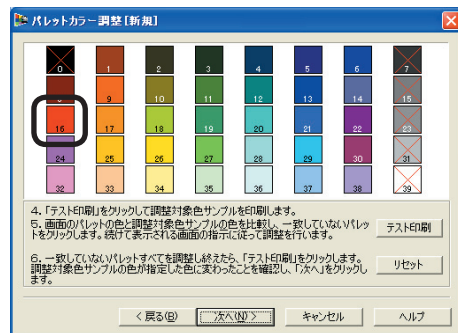 パレットカラー調整[新規]
0 1 2 3 4 5 6 7
8 9 10 11 12 13 14 15
16 17 18 19 20 21 22 23
24 25 26 27 28 29 30 31
32 33 34 35 36 37 38 39
4.「テスト印刷」をクリックして調整対象色サンプルを印刷します。
5. 画面のパレットの色と調整対象色サンプルの色を比較し、一致していないパレッ
トをクリックします。続けて表示される画面の指示に従って調整を行います。
テスト印刷
6. 一致していないパレットすべてを調整し終えたら、「テスト印刷」をクリックします。
調整対象色サンプルの色が指定した色に変わったことを確認し、「次へ」をクリックし
ます。
リセット
< 戻る(B) 次へ(N) > キャンセル ヘルプ